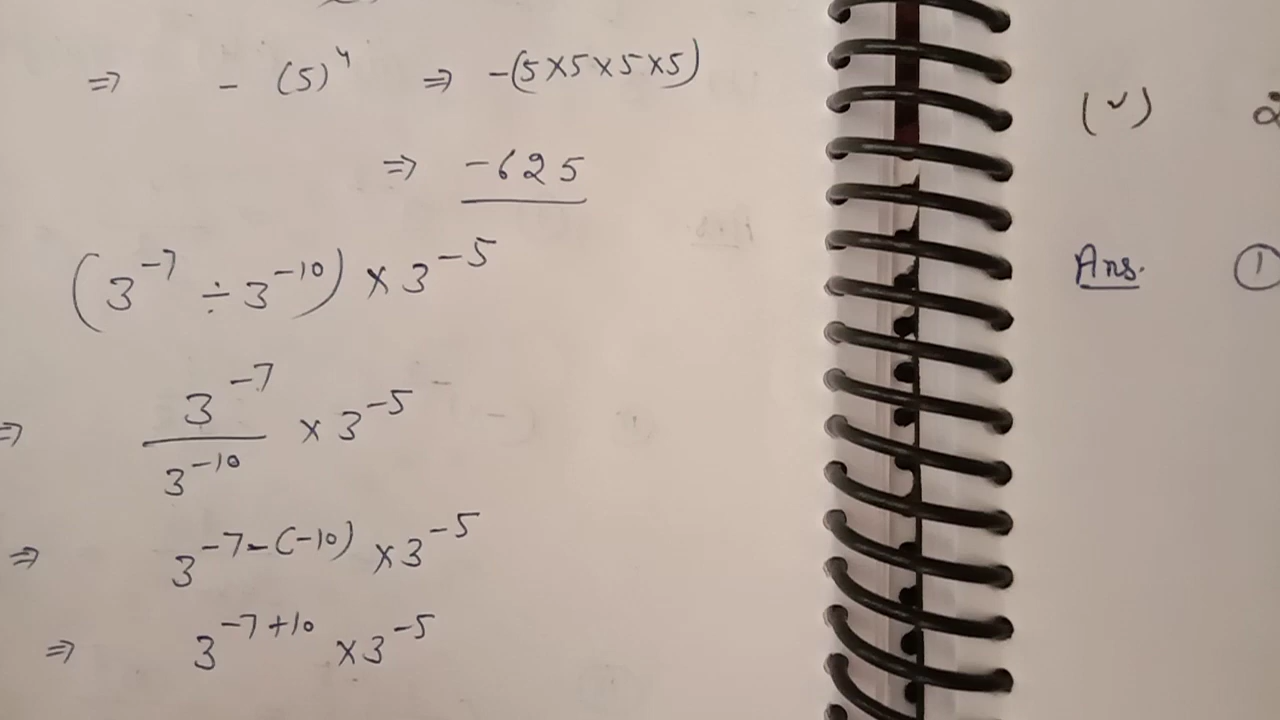 ⇒ - (5)⁴ ⇒ -(5×5×5×5)
⇒ -625
(3⁻⁷ ÷ 3⁻¹⁰) × 3⁻⁵
⇒ 3⁻⁷ / 3⁻¹⁰ × 3⁻⁵
⇒ 3⁻⁷⁻⁽⁻¹⁰⁾ × 3⁻⁵
⇒ 3⁻⁷⁺¹⁰ × 3⁻⁵
(v)
Ans. ①